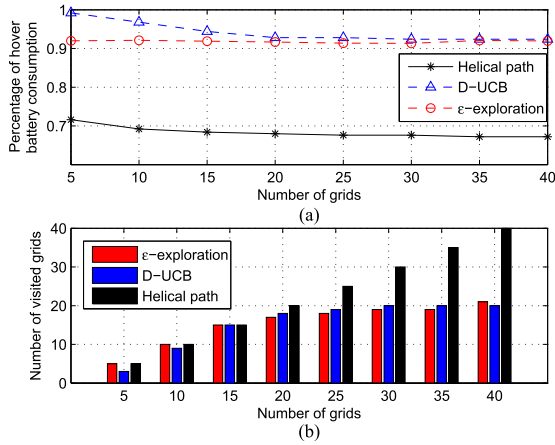 1
0.9
0.8
0.7
Percentage of hover
battery consumption
Helical path
D−UCB
ε−exploration
5 10 15 20 25 30 35 40
Number of grids
(a)
40
30
20
10
0
Number of visited grids
ε−exploration
D−UCB
Helical path
5 10 15 20 25 30 35 40
Number of grids
(b)